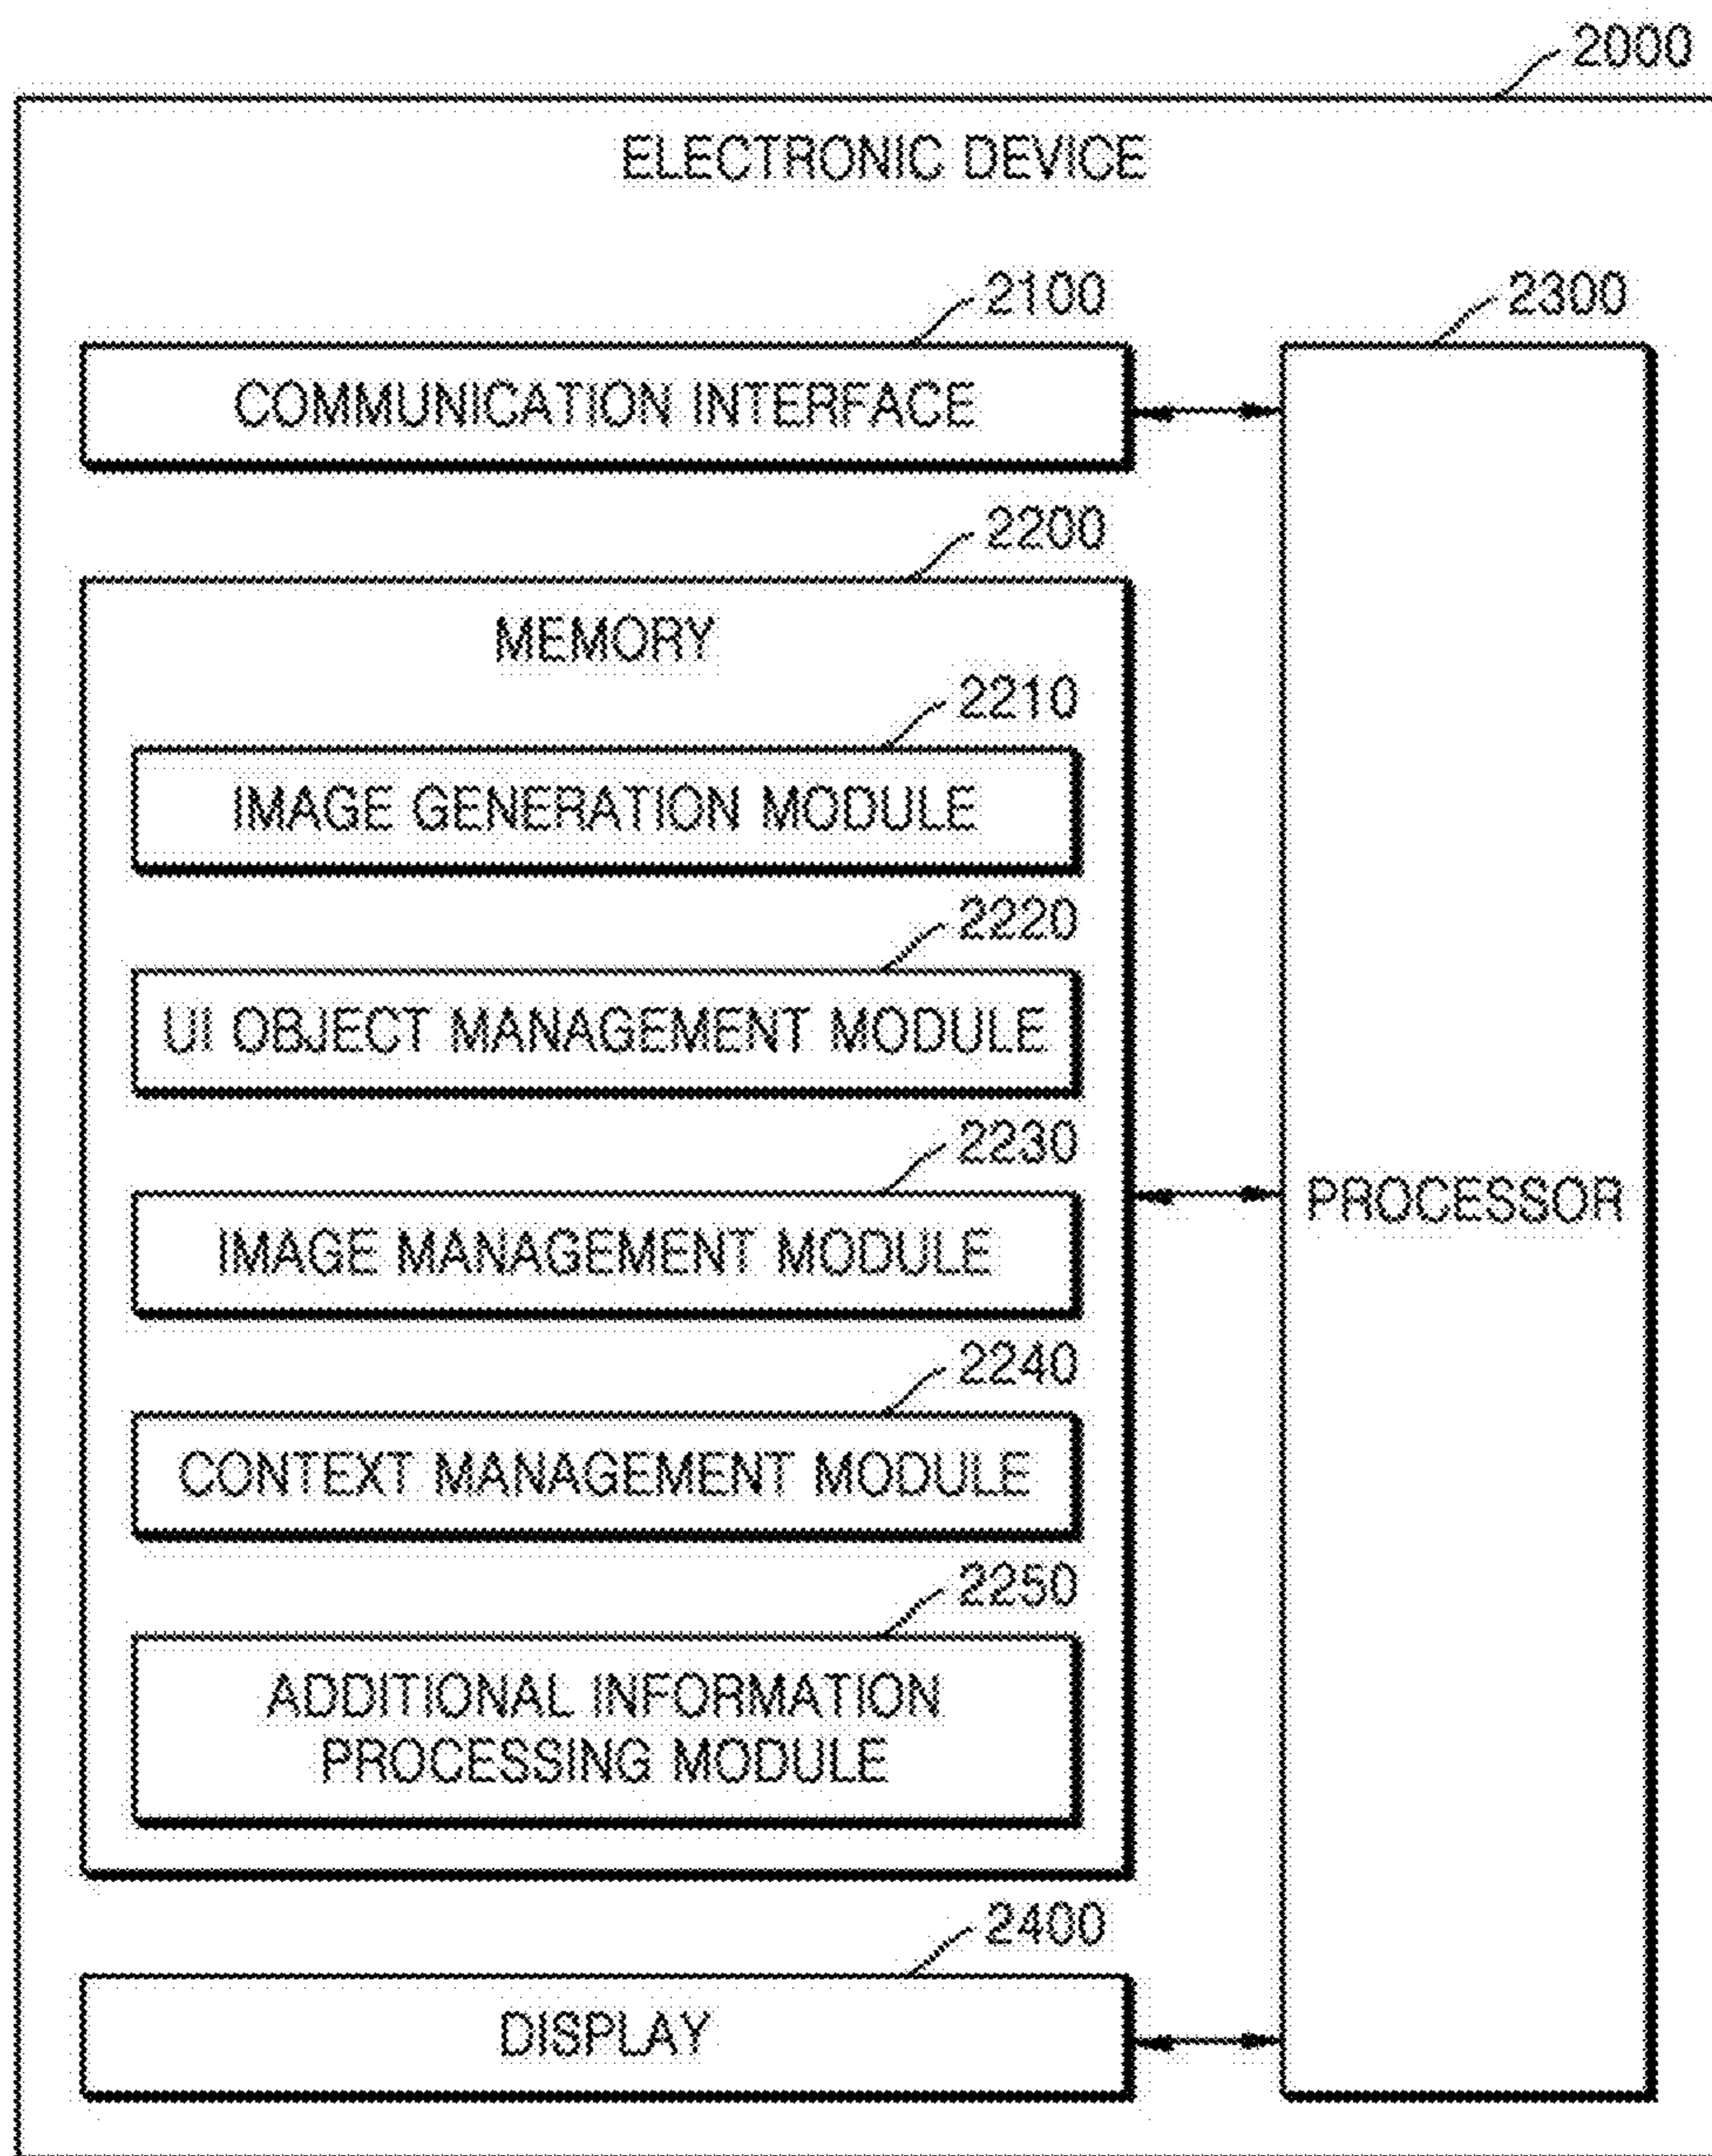 2000
ELECTRONIC DEVICE
2100
2300
COMMUNICATION INTERFACE
2200
MEMORY
2210
IMAGE GENERATION MODULE
2220
UI OBJECT MANAGEMENT MODULE
2230
PROCESSOR
IMAGE MANAGEMENT MODULE
2240
CONTEXT MANAGEMENT MODULE
2250
ADDITIONAL INFORMATION
PROCESSING MODULE
2400
DISPLAY